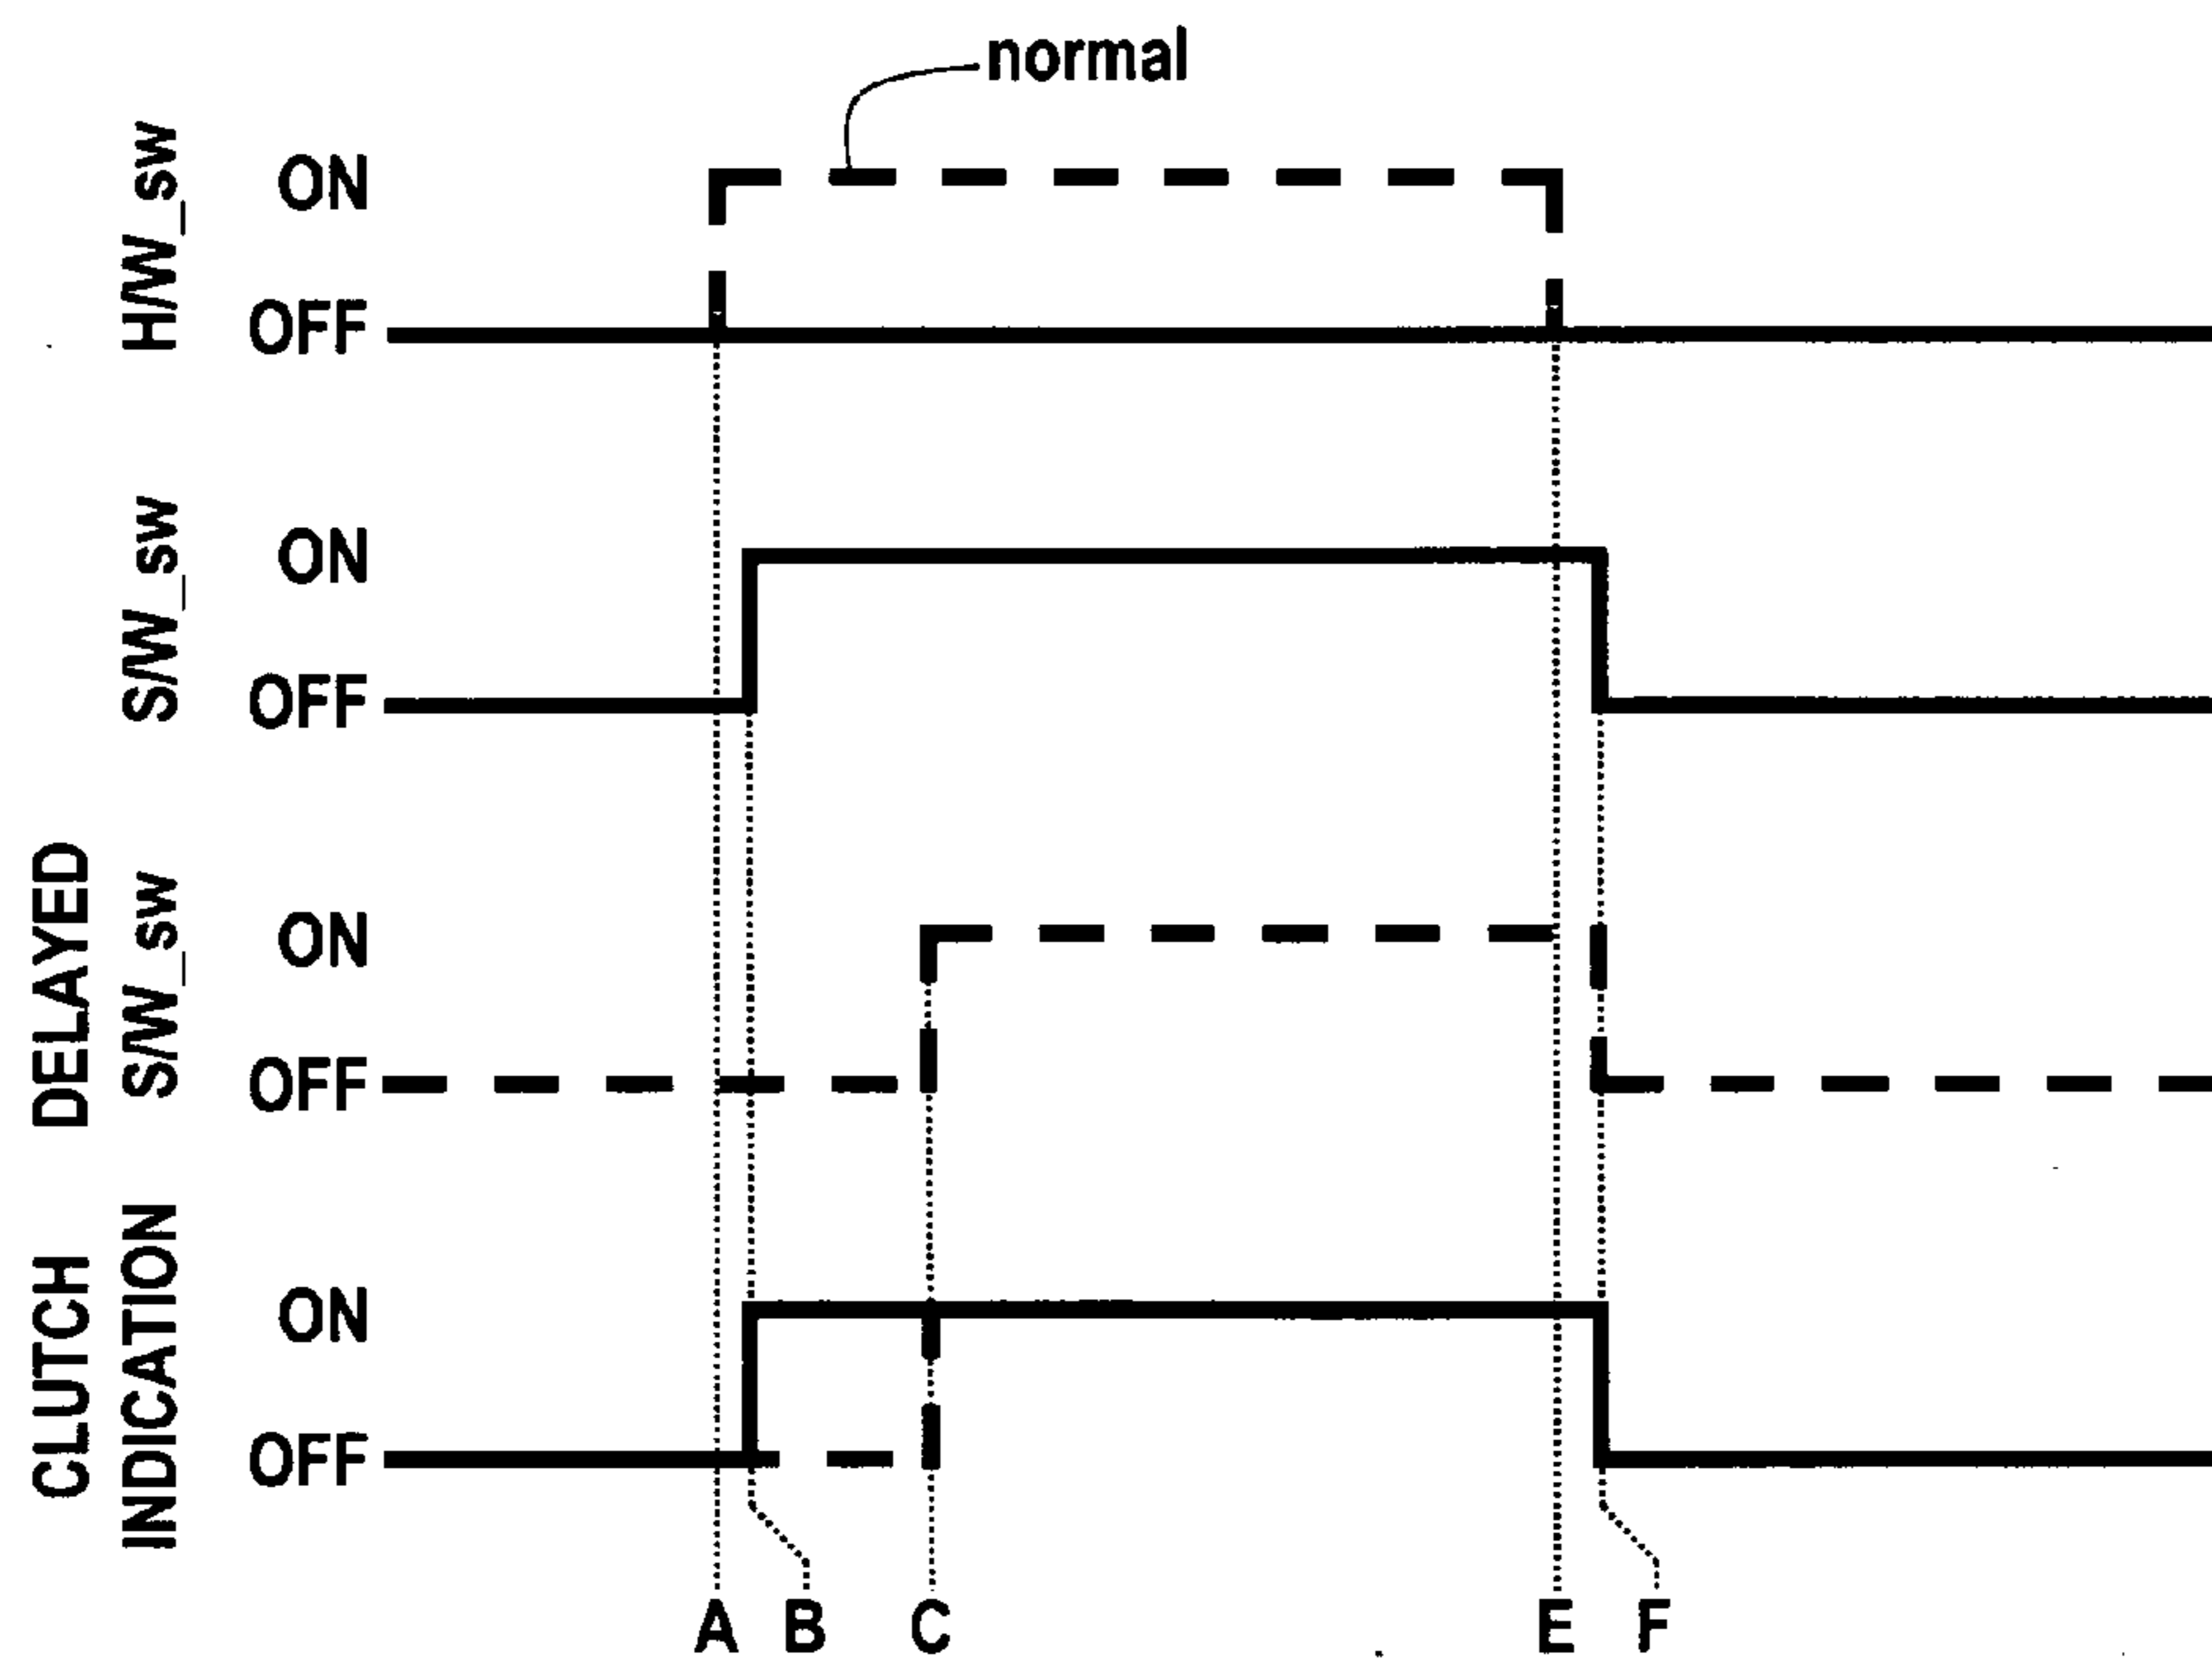 normal
H/W_sw
ON
OFF
S/W_sw
ON
OFF
DELAYED
S/W_sw
ON
OFF
CLUTCH
INDICATION
ON
OFF
A B C E F